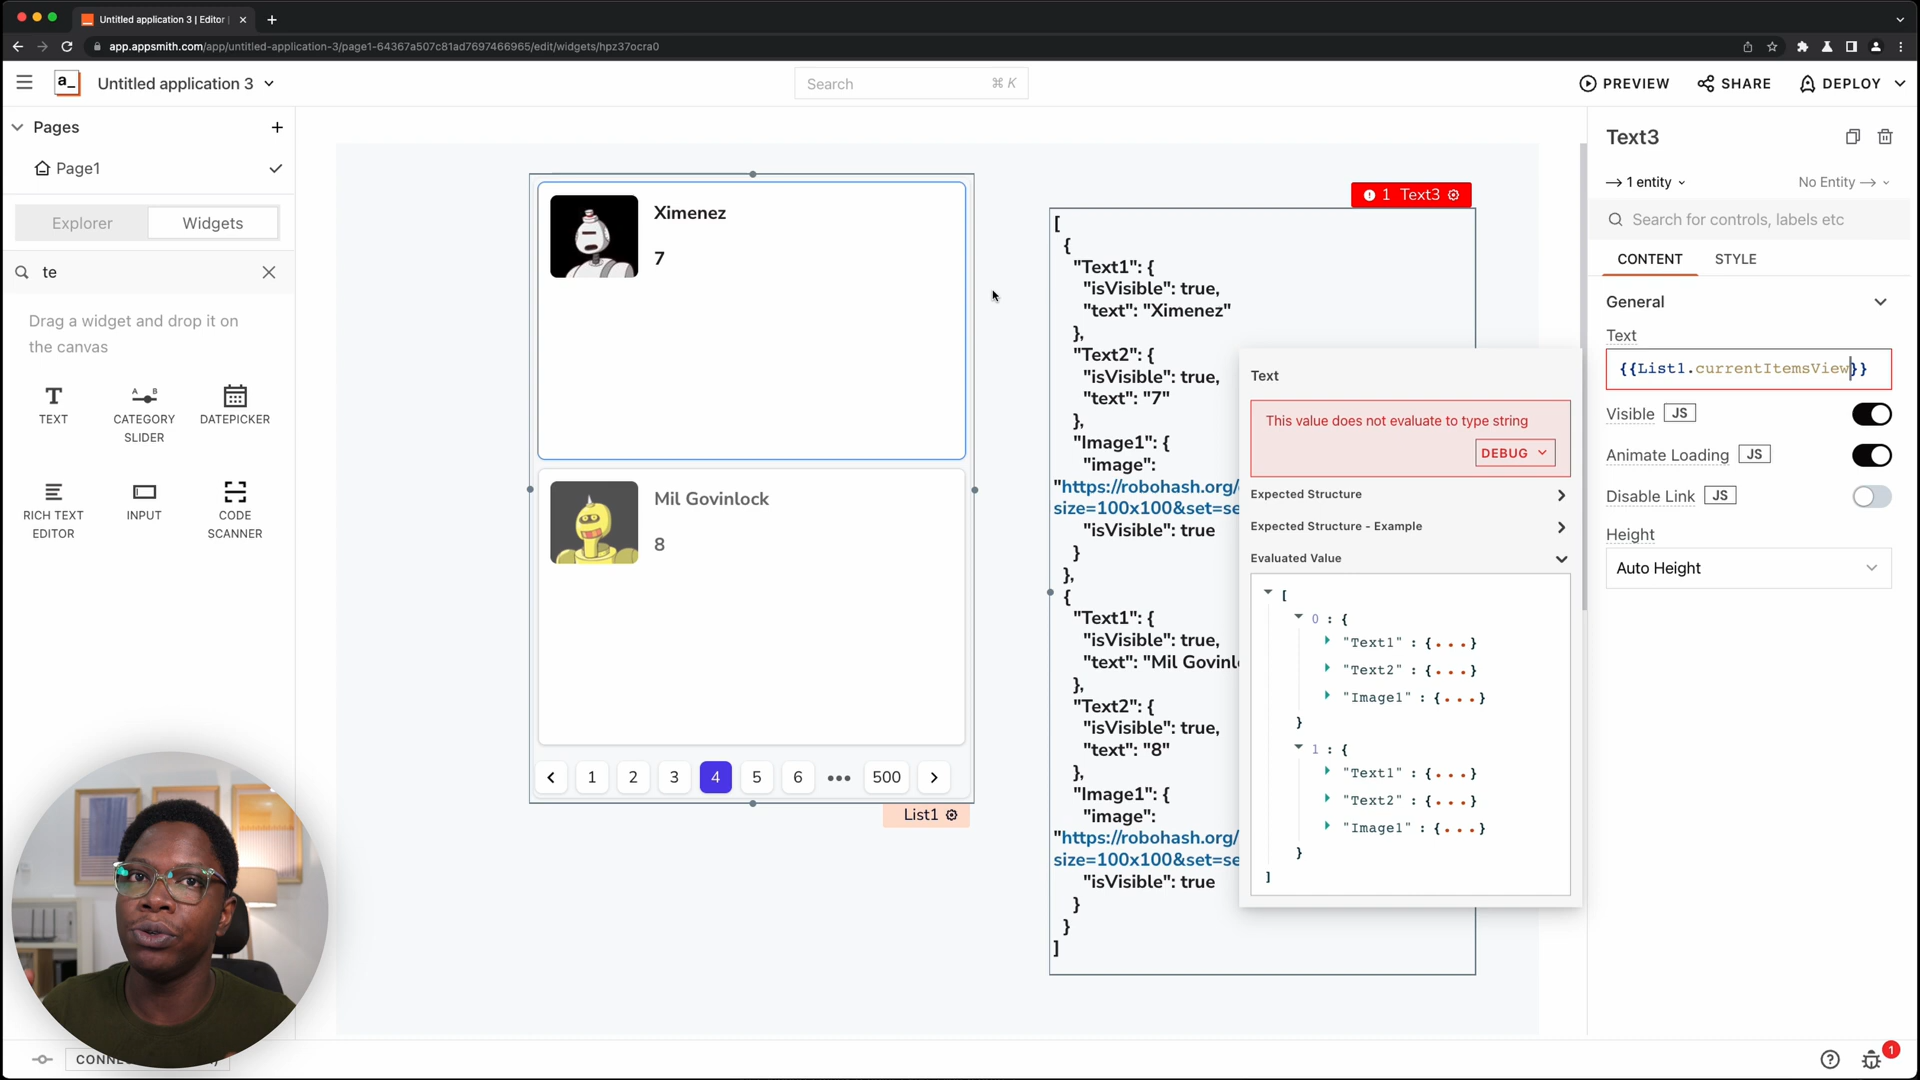 Untitled application 3 | Editor |
app.appsmith.com/app/untitled-application-3/page1-64367a507c81ad7697466965/edit/widgets/hpz37ocra0
a_
Untitled application 3
Search ⌘ K
PREVIEW
SHARE
DEPLOY
Pages
Page1
Explorer
Widgets
te
Drag a widget and drop it on
the canvas
TEXT
CATEGORY
SLIDER
DATEPICKER
RICH TEXT
EDITOR
INPUT
CODE
SCANNER
Ximenez
7
Mil Govinlock
8
1 2 3 4 5 6 ••• 500
List1
1 Text3
[
{
"Text1": {
"isVisible": true,
"text": "Ximenez"
},
"Text2": {
"isVisible": true,
"text": "7"
},
"Image1": {
"image":
"https://robohash.org/
size=100x100&set=se
"isVisible": true
}
},
{
"Text1": {
"isVisible": true,
"text": "Mil Govinl
},
"Text2": {
"isVisible": true,
"text": "8"
},
"Image1": {
"image":
"https://robohash.org/
size=100x100&set=se
"isVisible": true
}
}
]
Text
This value does not evaluate to type string
DEBUG
Expected Structure
Expected Structure - Example
Evaluated Value
[
0 : {
"Text1" : {...}
"Text2" : {...}
"Image1" : {...}
}
1 : {
"Text1" : {...}
"Text2" : {...}
"Image1" : {...}
}
]
Text3
1 entity
No Entity
Search for controls, labels etc
CONTENT
STYLE
General
Text
{{List1.currentItemsView}}
Visible JS
Animate Loading JS
Disable Link JS
Height
Auto Height
1